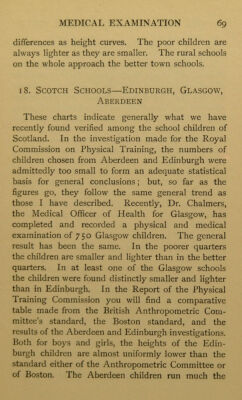 MEDICAL EXAMINATION 69
differences as height curves. The poor children are
always lighter as they are smaller. The rural schools
on the whole approach the better town schools.
18. SCOTCH SCHOOLS—EDINBURGH, GLASGOW,
ABERDEEN
These charts indicate generally what we have
recently found verified among the school children of
Scotland. In the investigation made for the Royal
Commission on Physical Training, the numbers of
children chosen from Aberdeen and Edinburgh were
admittedly too small to form an adequate statistical
basis for general conclusions; but, so far as the
figures go, they follow the same general trend as
those I have described. Recently, Dr. Chalmers,
the Medical Officer of Health for Glasgow, has
completed and recorded a physical and medical
examination of 750 Glasgow children. The general
result has been the same. In the poorer quarters
the children are smaller and lighter than in the better
quarters. In at least one of the Glasgow schools
the children were found distinctly smaller and lighter
than in Edinburgh. In the Report of the Physical
Training Commission you will find a comparative
table made from the British Anthropometric Com-
mittee's standard, the Boston standard, and the
results of the Aberdeen and Edinburgh investigations.
Both for boys and girls, the heights of the Edin-
burgh children are almost uniformly lower than the
standard either of the Anthropometric Committee or
of Boston. The Aberdeen children run much the